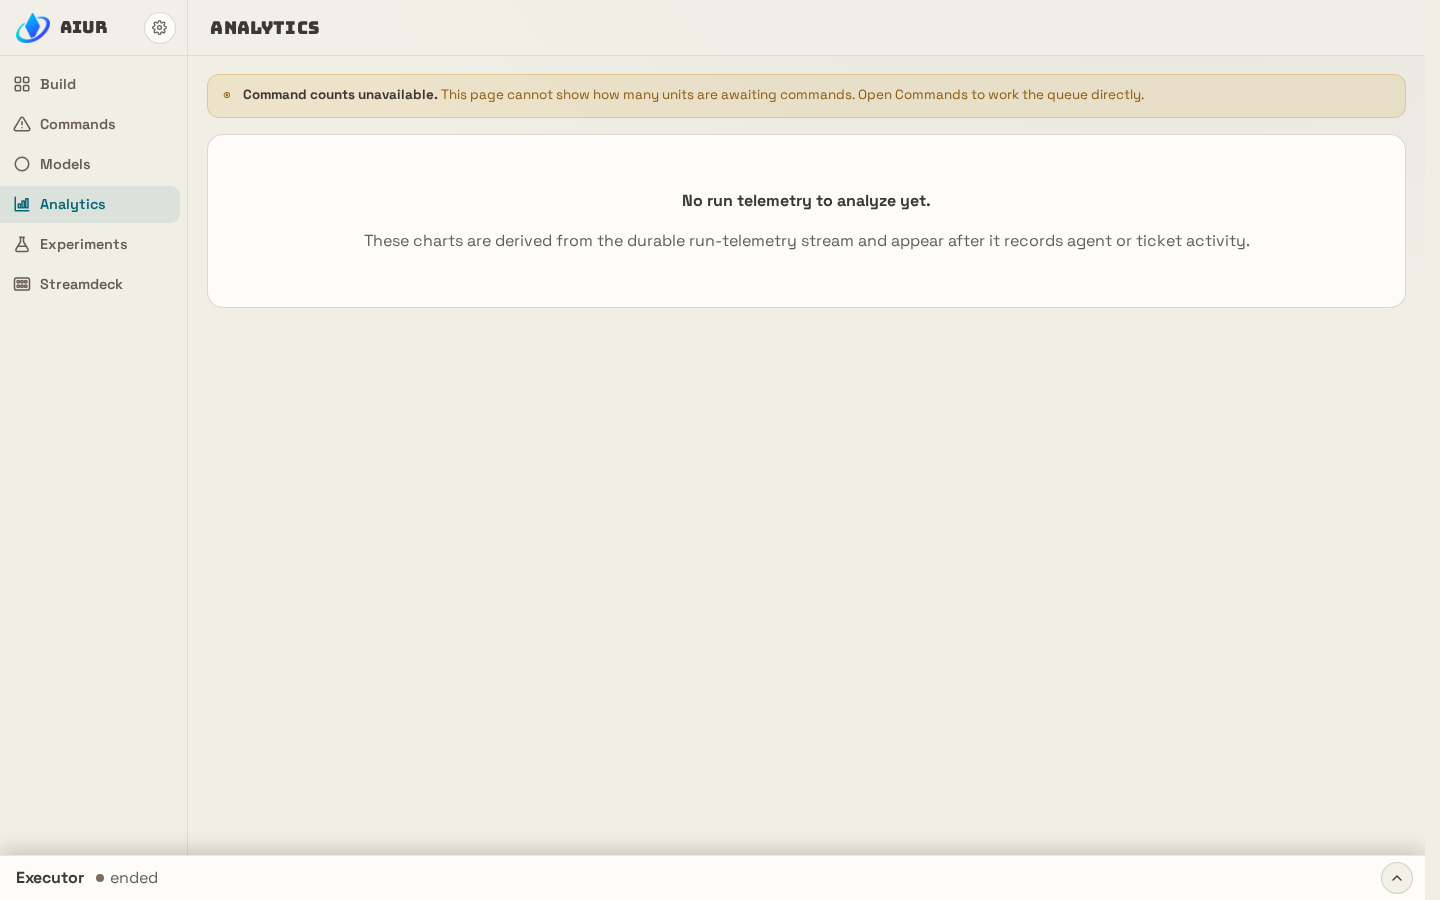 AIUR
ANALYTICS
Build
Commands
Models
Analytics
Experiments
Streamdeck
Command counts unavailable. This page cannot show how many units are awaiting commands. Open Commands to work the queue directly.
No run telemetry to analyze yet.
These charts are derived from the durable run-telemetry stream and appear after it records agent or ticket activity.
Executor ended